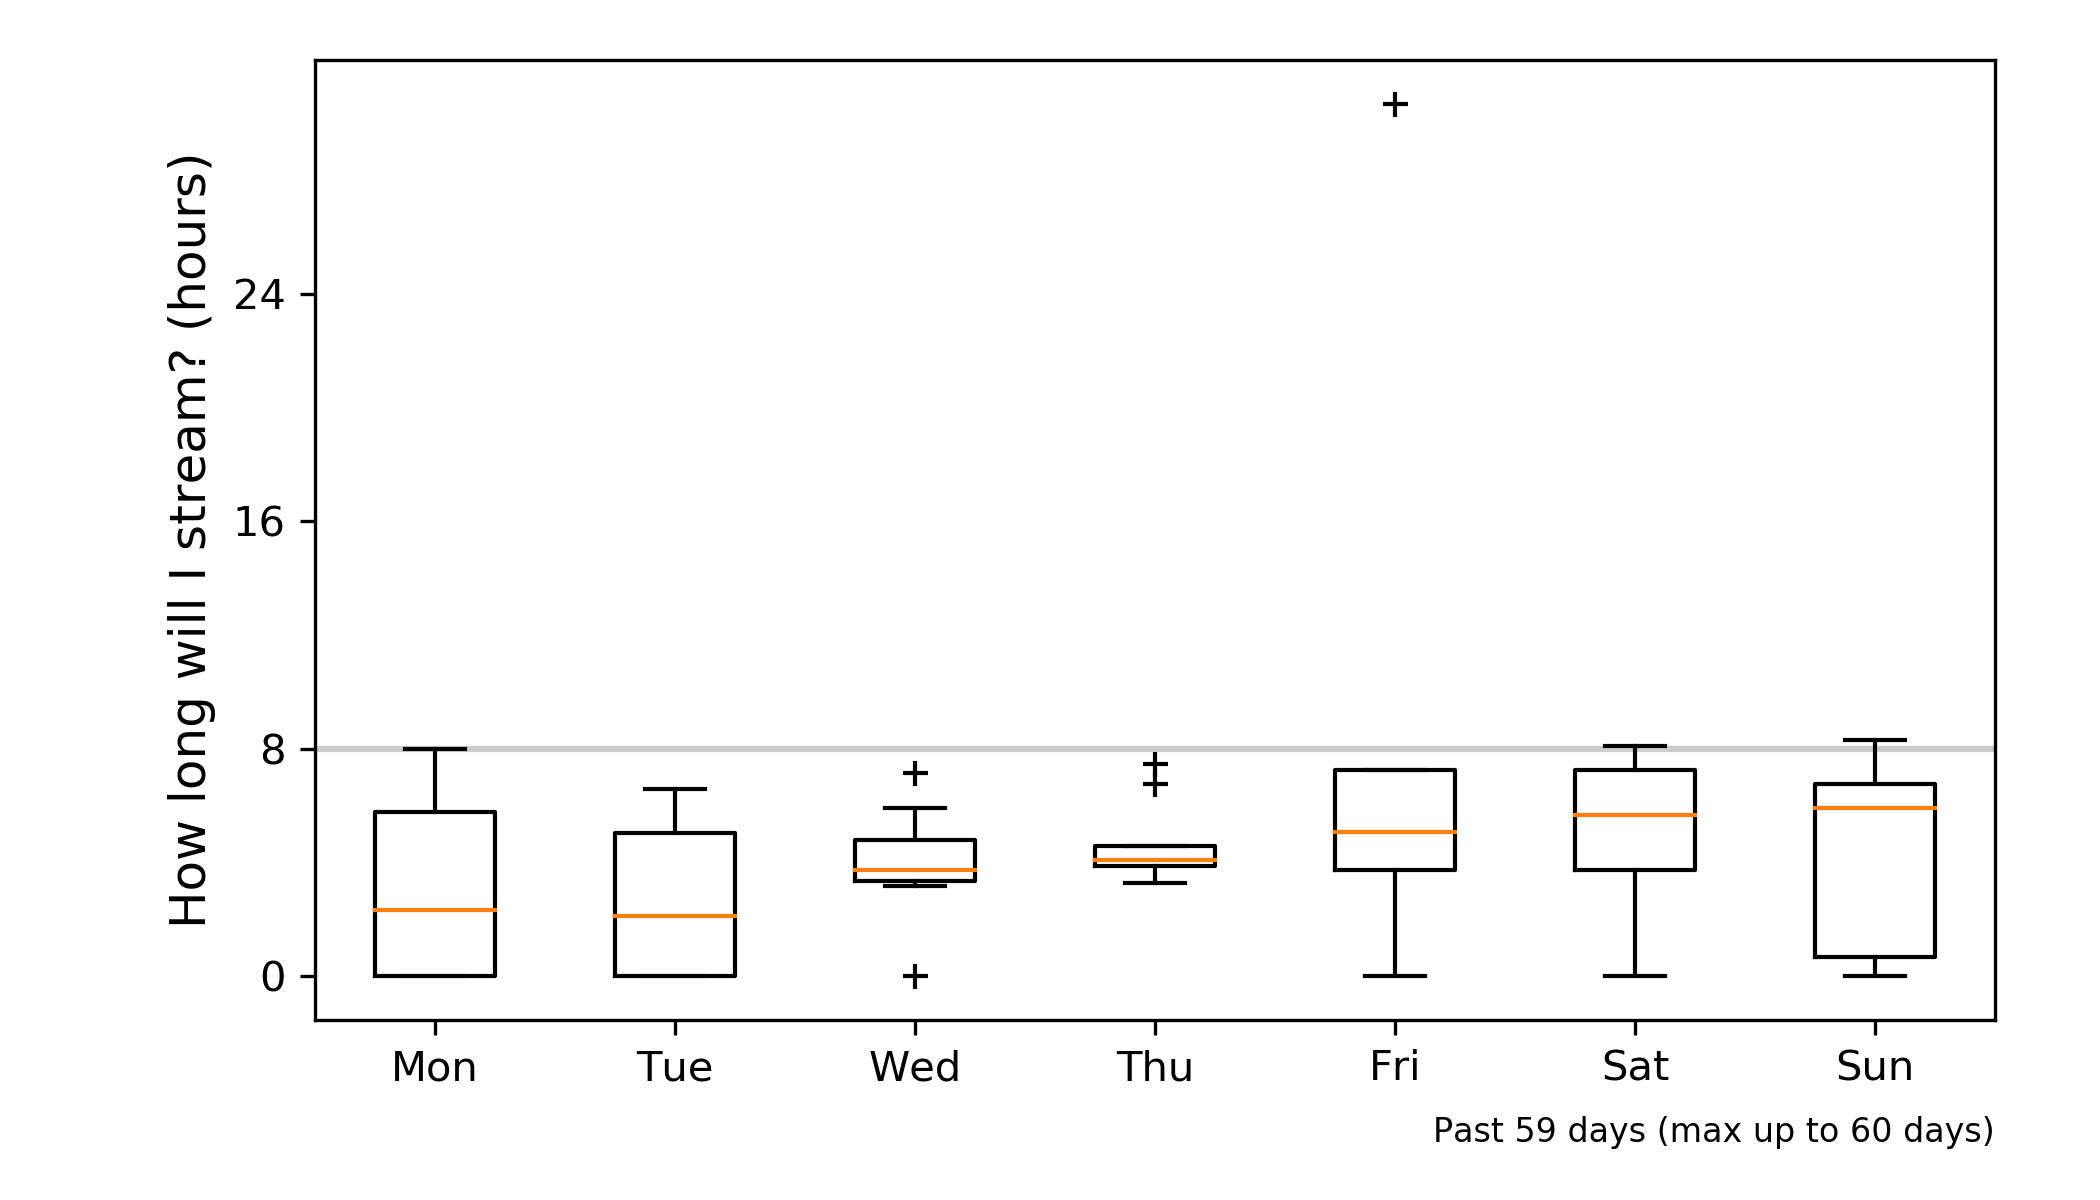 How long will I stream? (hours)
24
16
8
0
Mon Tue Wed Thu Fri Sat Sun
Past 59 days (max up to 60 days)